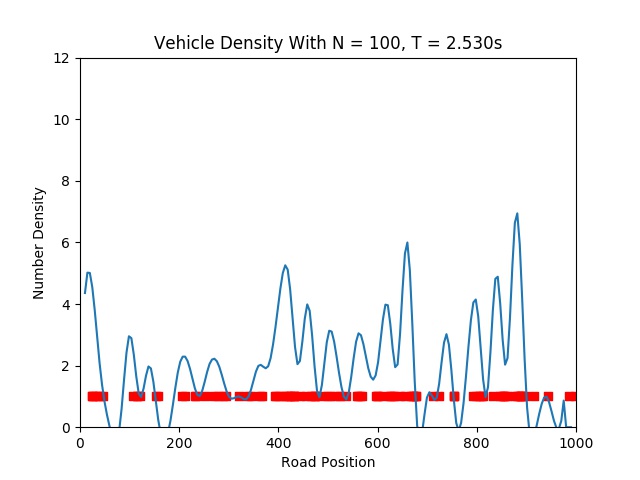 Vehicle Density With N = 100, T = 2.530s
12
10
8
6
4
2
0
Number Density
0 200 400 600 800 1000
Road Position